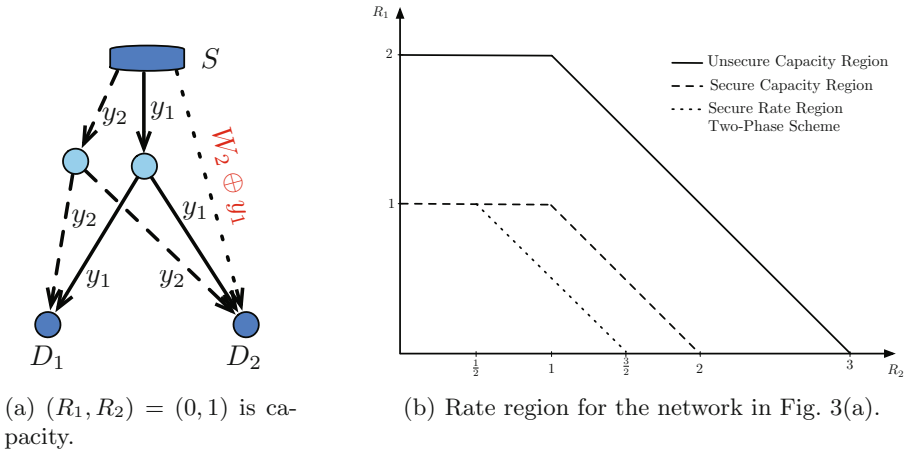 S
y₂
y₁
W₂ ⊕ y₁
y₂
y₁
y₁
y₂
D₁
D₂
(a) (R₁, R₂) = (0, 1) is ca-
pacity.
R₁
2
1
Unsecure Capacity Region
Secure Capacity Region
Secure Rate Region
Two-Phase Scheme
½
1
3/2
2
3
R₂
(b) Rate region for the network in Fig. 3(a).